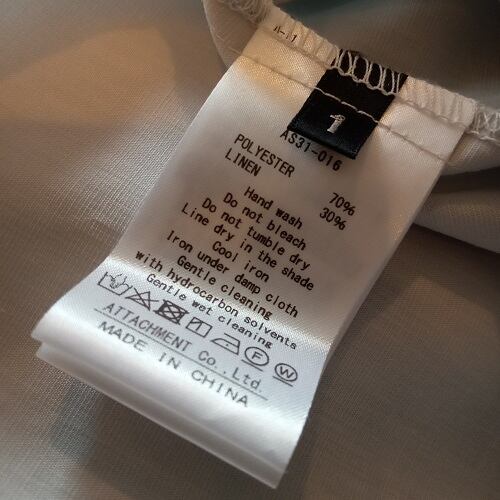 1
AS31-016
POLYESTER 70%
LINEN 30%
Hand wash
Do not bleach
Do not tumble dry
Line dry in the shade
Cool iron
Iron under damp cloth
Gentle cleaning
with hydrocarbon solvents
Gentle wet cleaning
F W
ATTACHMENT Co.,Ltd.
MADE IN CHINA